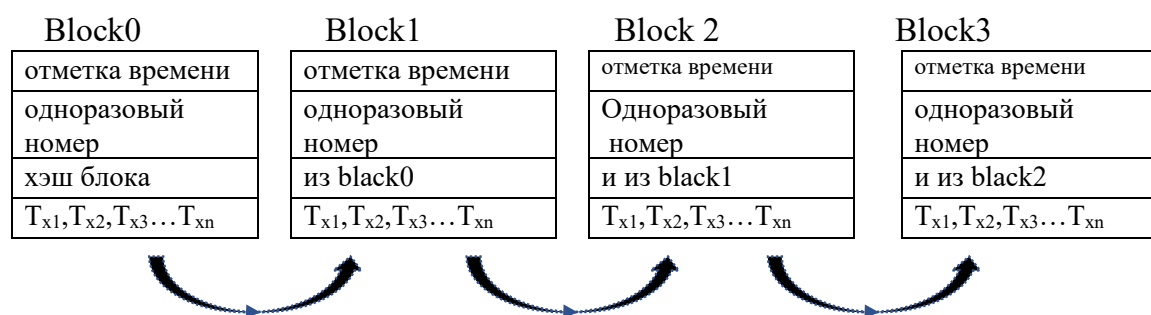 Block0
отметка времени
одноразовый
номер
хэш блока
Tx1,Tx2,Tx3…Txn
Block1
отметка времени
одноразовый
номер
из black0
Tx1,Tx2,Tx3…Txn
Block 2
отметка времени
Одноразовый
номер
и из black1
Tx1,Tx2,Tx3…Txn
Block3
отметка времени
одноразовый
номер
и из black2
Tx1,Tx2,Tx3…Txn